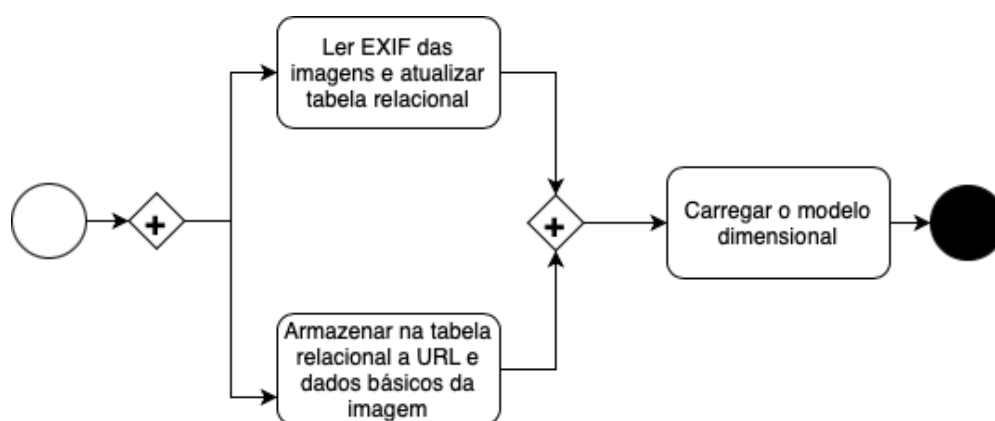 Ler EXIF das
imagens e atualizar
tabela relacional
+
+
Carregar o modelo
dimensional
Armazenar na tabela
relacional a URL e
dados básicos da
imagem